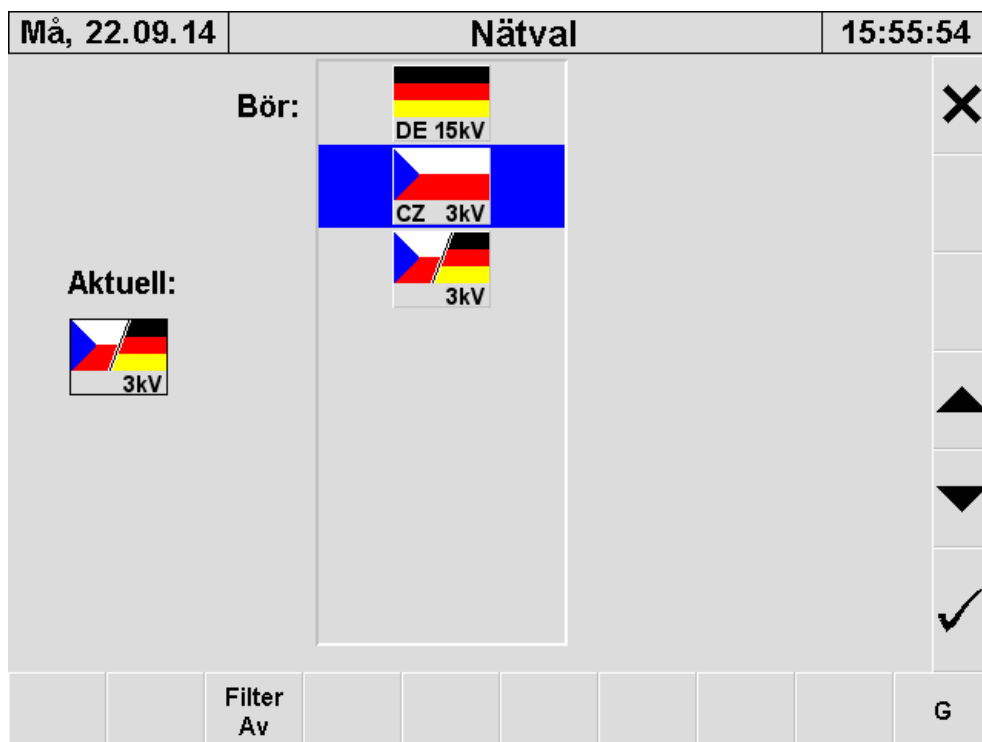 Må, 22.09.14
Nätval
15:55:54
Bör:
DE 15kV
CZ 3kV
3kV
Aktuell:
3kV
Filter
Av
G